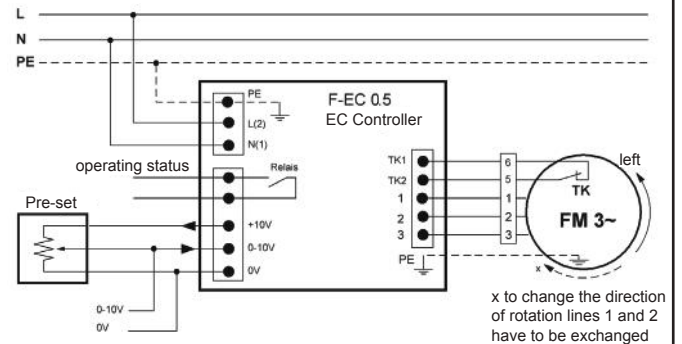 L
N
PE
PE
F-EC 0.5
EC Controller
L(2)
N(1)
operating status
Relais
Pre-set
+10V
0-10V
0V
0-10V
0V
TK1
TK2
1
2
3
PE
6
5
1
2
3
left
TK
FM 3~
x
x to change the direction
of rotation lines 1 and 2
have to be exchanged